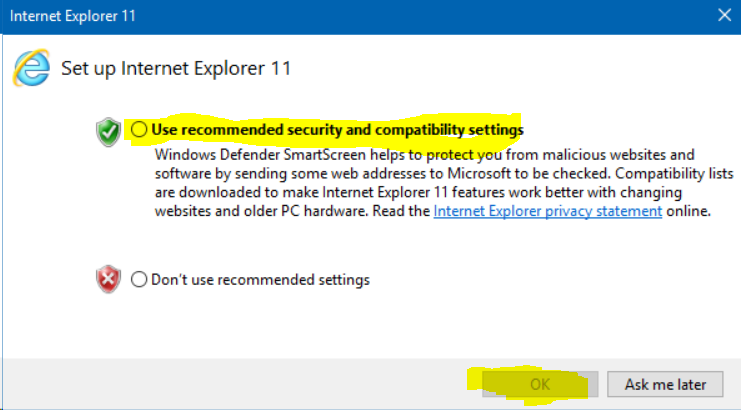 Internet Explorer 11
Set up Internet Explorer 11
Use recommended security and compatibility settings
Windows Defender SmartScreen helps to protect you from malicious websites and
software by sending some web addresses to Microsoft to be checked. Compatibility lists
are downloaded to make Internet Explorer 11 features work better with changing
websites and older PC hardware. Read the Internet Explorer privacy statement online.
Don't use recommended settings
OK
Ask me later